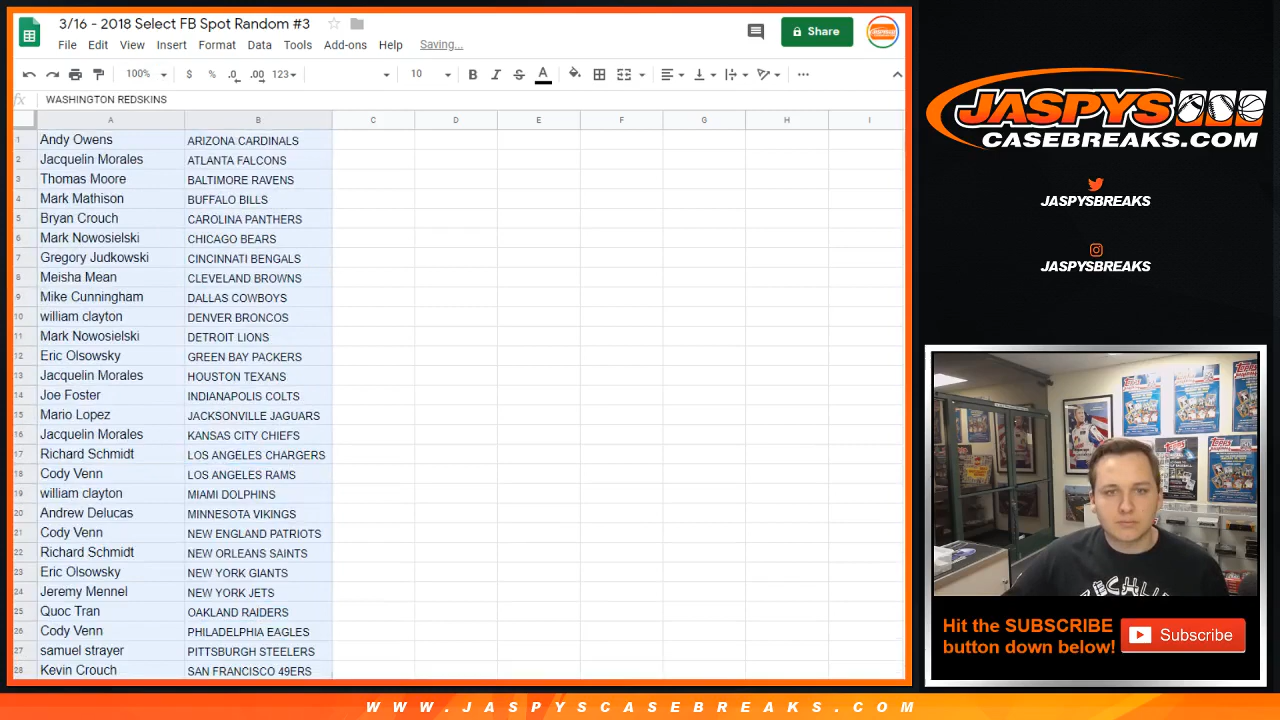 3/16 - 2018 Select FB Spot Random #3
File Edit View Insert Format Data Tools Add-ons Help Saving...
Share
100% $ % .0 .00 123 10 B I S A
fx WASHINGTON REDSKINS
A B C D E F G H I
1 Andy Owens ARIZONA CARDINALS
2 Jacquelin Morales ATLANTA FALCONS
3 Thomas Moore BALTIMORE RAVENS
4 Mark Mathison BUFFALO BILLS
5 Bryan Crouch CAROLINA PANTHERS
6 Mark Nowosielski CHICAGO BEARS
7 Gregory Judkowski CINCINNATI BENGALS
8 Meisha Mean CLEVELAND BROWNS
9 Mike Cunningham DALLAS COWBOYS
10 william clayton DENVER BRONCOS
11 Mark Nowosielski DETROIT LIONS
12 Eric Olsowsky GREEN BAY PACKERS
13 Jacquelin Morales HOUSTON TEXANS
14 Joe Foster INDIANAPOLIS COLTS
15 Mario Lopez JACKSONVILLE JAGUARS
16 Jacquelin Morales KANSAS CITY CHIEFS
17 Richard Schmidt LOS ANGELES CHARGERS
18 Cody Venn LOS ANGELES RAMS
19 william clayton MIAMI DOLPHINS
20 Andrew Delucas MINNESOTA VIKINGS
21 Cody Venn NEW ENGLAND PATRIOTS
22 Richard Schmidt NEW ORLEANS SAINTS
23 Eric Olsowsky NEW YORK GIANTS
24 Jeremy Mennel NEW YORK JETS
25 Quoc Tran OAKLAND RAIDERS
26 Cody Venn PHILADELPHIA EAGLES
27 samuel strayer PITTSBURGH STEELERS
28 Kevin Crouch SAN FRANCISCO 49ERS
JASPYS
CASEBREAKS.COM
JASPYSBREAKS
JASPYSBREAKS
Hit the SUBSCRIBE
button down below!
Subscribe
WWW.JASPYSCASEBREAKS.COM